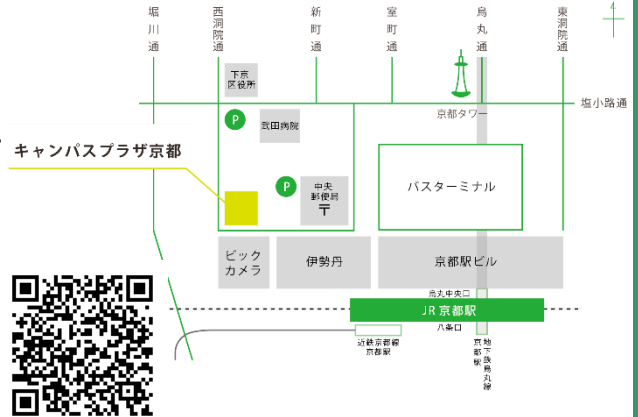 堀川通
西洞院通
新町通
室町通
烏丸通
東洞院通
下京
区役所
塩小路通
京都タワー
P
武田病院
キャンパスプラザ京都
P
中央
郵便局
〒
バスターミナル
ビック
カメラ
伊勢丹
京都駅ビル
烏丸中央口
JR京都駅
八条口
近鉄京都線
京都駅
地下鉄烏丸線
京都駅